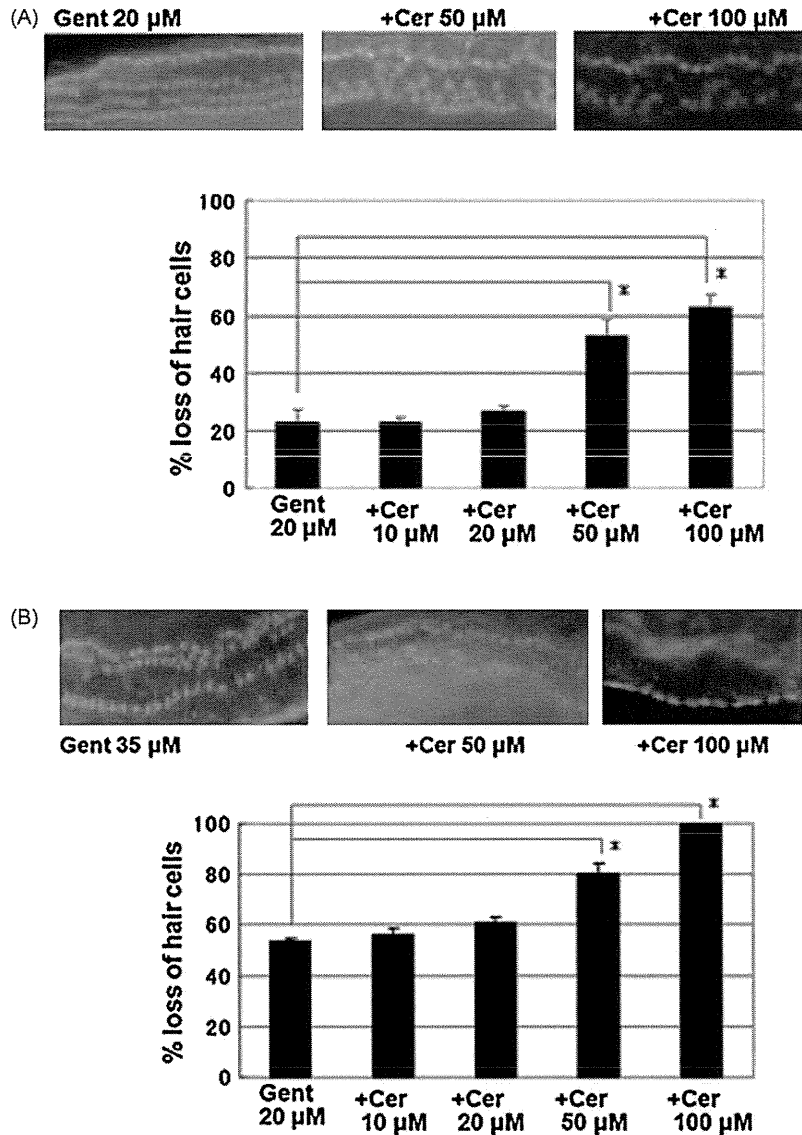 (A)
Gent 20 µM
+Cer 50 µM
+Cer 100 µM
100
80
60
40
20
0
% loss of hair cells
*
*
Gent
20 µM
+Cer
10 µM
+Cer
20 µM
+Cer
50 µM
+Cer
100 µM
(B)
Gent 35 µM
+Cer 50 µM
+Cer 100 µM
100
80
60
40
20
0
% loss of hair cells
*
*
Gent
20 µM
+Cer
10 µM
+Cer
20 µM
+Cer
50 µM
+Cer
100 µM